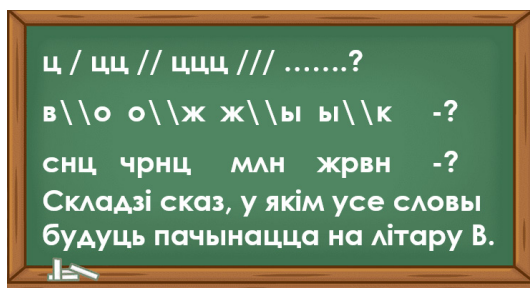 ц / цц // ццц /// .......?
в\\о о\\ж ж\\ы ы\\к -?
снц чрнц млн жрвн -?
Складзі сказ, у якім усе словы
будуць пачынацца на літару В.